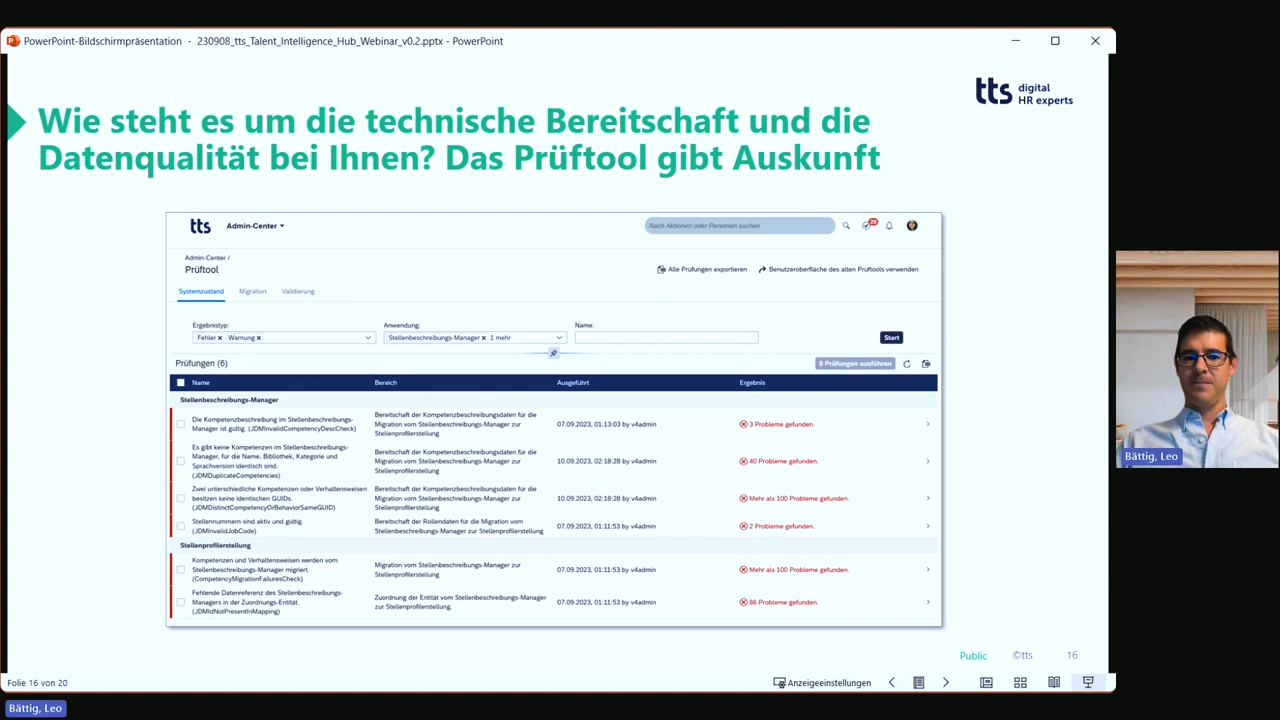 PowerPoint-Bildschirmpräsentation - 230908_tts_Talent_Intelligence_Hub_Webinar_v0.2.pptx - PowerPoint
tts digital HR experts
Wie steht es um die technische Bereitschaft und die
Datenqualität bei Ihnen? Das Prüftool gibt Auskunft
tts Admin-Center Nach Aktionen oder Personen suchen 25
Admin-Center /
Prüftool
Alle Prüfungen exportieren Benutzeroberfläche des alten Prüftools verwenden
Systemzustand Migration Validierung
Ergebnistyp: Anwendung: Name:
Fehler Warnung Stellenbeschreibungs-Manager 1 mehr Start
Prüfungen (6) 0 Prüfungen ausführen
Name Bereich Ausgeführt Ergebnis
Stellenbeschreibungs-Manager
Die Kompetenzbeschreibung im Stellenbeschreibungs-
Manager ist gültig. (JDMInvalidCompetencyDescCheck)
Bereitschaft der Kompetenzbeschreibungsdaten für die
Migration vom Stellenbeschreibungs-Manager zur
Stellenprofilerstellung
07.09.2023, 01:13:03 by v4admin
3 Probleme gefunden.
Es gibt keine Kompetenzen im Stellenbeschreibungs-
Manager, für die Name, Bibliothek, Kategorie und
Sprachversion identisch sind.
(JDMDuplicateCompetencies)
Bereitschaft der Kompetenzbeschreibungsdaten für die
Migration vom Stellenbeschreibungs-Manager zur
Stellenprofilerstellung
10.09.2023, 02:18:28 by v4admin
40 Probleme gefunden.
Zwei unterschiedliche Kompetenzen oder Verhaltensweisen
besitzen keine identischen GUIDs.
(JDMDistinctCompetencyOrBehaviorSameGUID)
Bereitschaft der Kompetenzbeschreibungsdaten für die
Migration vom Stellenbeschreibungs-Manager zur
Stellenprofilerstellung
10.09.2023, 02:18:28 by v4admin
Mehr als 100 Probleme gefunden.
Stellennummern sind aktiv und gültig.
(JDMInvalidJobCode)
Bereitschaft der Rollendaten für die Migration vom
Stellenbeschreibungs-Manager zur Stellenprofilerstellung
07.09.2023, 01:11:53 by v4admin
2 Probleme gefunden.
Stellenprofilerstellung
Kompetenzen und Verhaltensweisen werden vom
Stellenbeschreibungs-Manager migriert.
(CompetencyMigrationFailuresCheck)
Migration vom Stellenbeschreibungs-Manager zur
Stellenprofilerstellung
07.09.2023, 01:11:53 by v4admin
Mehr als 100 Probleme gefunden.
Fehlende Datenreferenz des Stellenbeschreibungs-
Managers in der Zuordnungs-Entität.
(JDMIdNotPresentInMapping)
Zuordnung der Entität vom Stellenbeschreibungs-Manager
zur Stellenprofilerstellung.
07.09.2023, 01:11:53 by v4admin
86 Probleme gefunden.
Public ©tts 16
Folie 16 von 20 Anzeigeeinstellungen
Bättig, Leo
Bättig, Leo